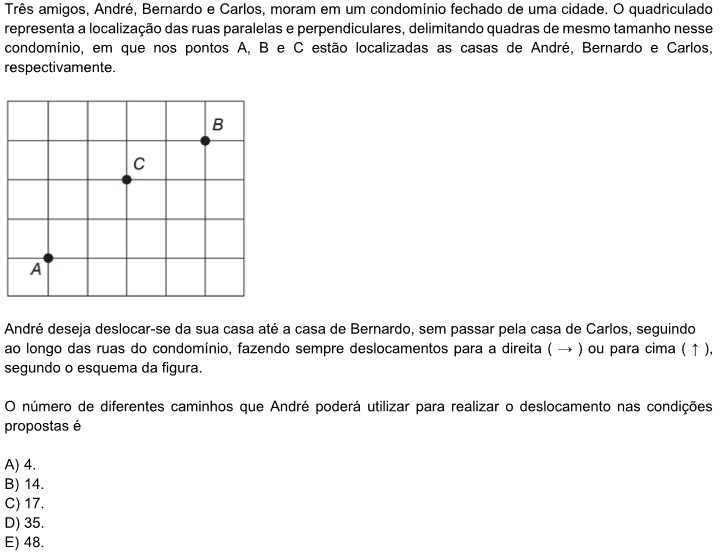 Três amigos, André, Bernardo e Carlos, moram em um condomínio fechado de uma cidade. O quadriculado
representa a localização das ruas paralelas e perpendiculares, delimitando quadras de mesmo tamanho nesse
condomínio, em que nos pontos A, B e C estão localizadas as casas de André, Bernardo e Carlos,
respectivamente.
B
C
A
André deseja deslocar-se da sua casa até a casa de Bernardo, sem passar pela casa de Carlos, seguindo
ao longo das ruas do condomínio, fazendo sempre deslocamentos para a direita ( → ) ou para cima ( ↑ ),
segundo o esquema da figura.
O número de diferentes caminhos que André poderá utilizar para realizar o deslocamento nas condições
propostas é
A) 4.
B) 14.
C) 17.
D) 35.
E) 48.